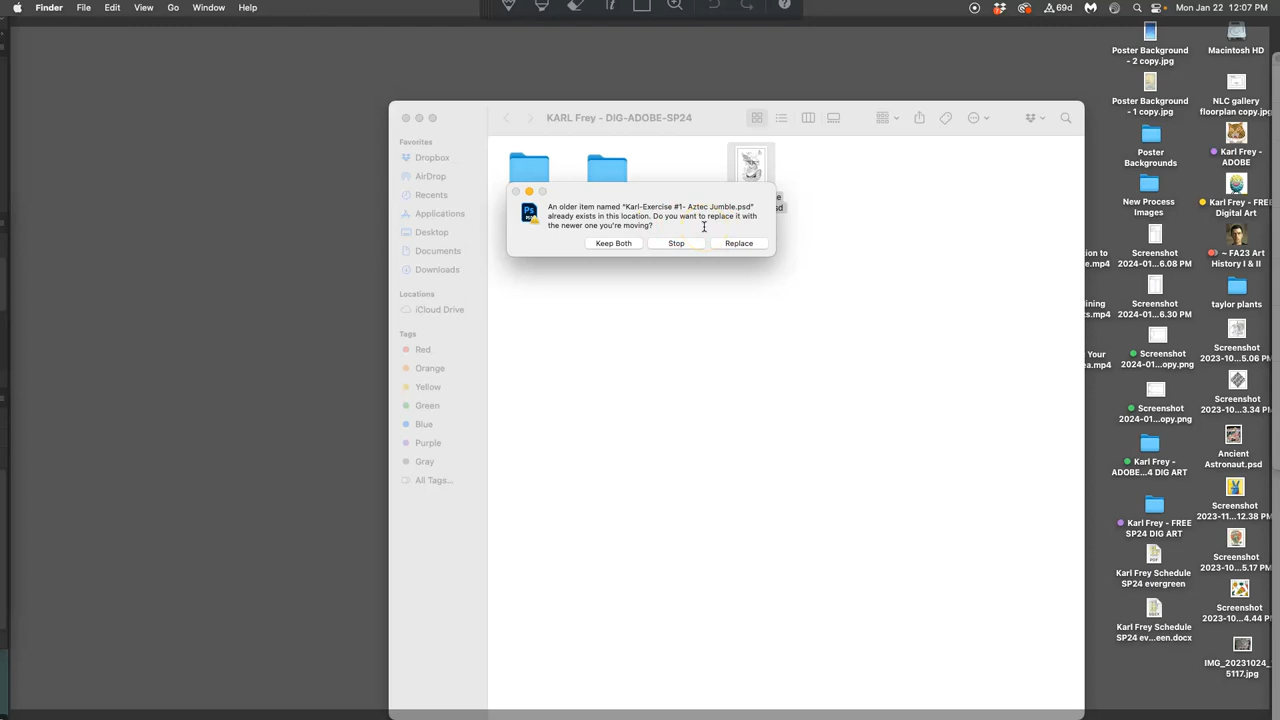 Finder File Edit View Go Window Help
69d Mon Jan 22 12:07 PM
KARL Frey - DIG-ADOBE-SP24
Favorites
Dropbox
AirDrop
Recents
Applications
Desktop
Documents
Downloads
Locations
iCloud Drive
Tags
Red
Orange
Yellow
Green
Blue
Purple
Gray
All Tags...
Ps
An older item named "Karl-Exercise #1- Aztec Jumble.psd"
already exists in this location. Do you want to replace it with
the newer one you're moving?
Keep Both Stop Replace
Poster Background
- 2 copy.jpg
Macintosh HD
Poster Background
- 1 copy.jpg
NLC gallery
floorplan copy.jpg
Poster
Backgrounds
Karl Frey -
ADOBE
New Process
Images
Karl Frey - FREE
Digital Art
Screenshot
2024-01...6.08 PM
~ FA23 Art
History I & II
Screenshot
2024-01...6.30 PM
taylor plants
Screenshot
2024-01...opy.png
Screenshot
2023-10...5.06 PM
Screenshot
2024-01...opy.png
Screenshot
2023-10...3.34 PM
Karl Frey -
ADOBE...4 DIG ART
Ancient
Astronaut.psd
Karl Frey - FREE
SP24 DIG ART
Screenshot
2023-11...12.38 PM
Karl Frey Schedule
SP24 evergreen
Screenshot
2023-10...5.17 PM
Karl Frey Schedule
SP24 ev...een.docx
Screenshot
2023-10...4.44 PM
IMG_20231024_1
5117.jpg